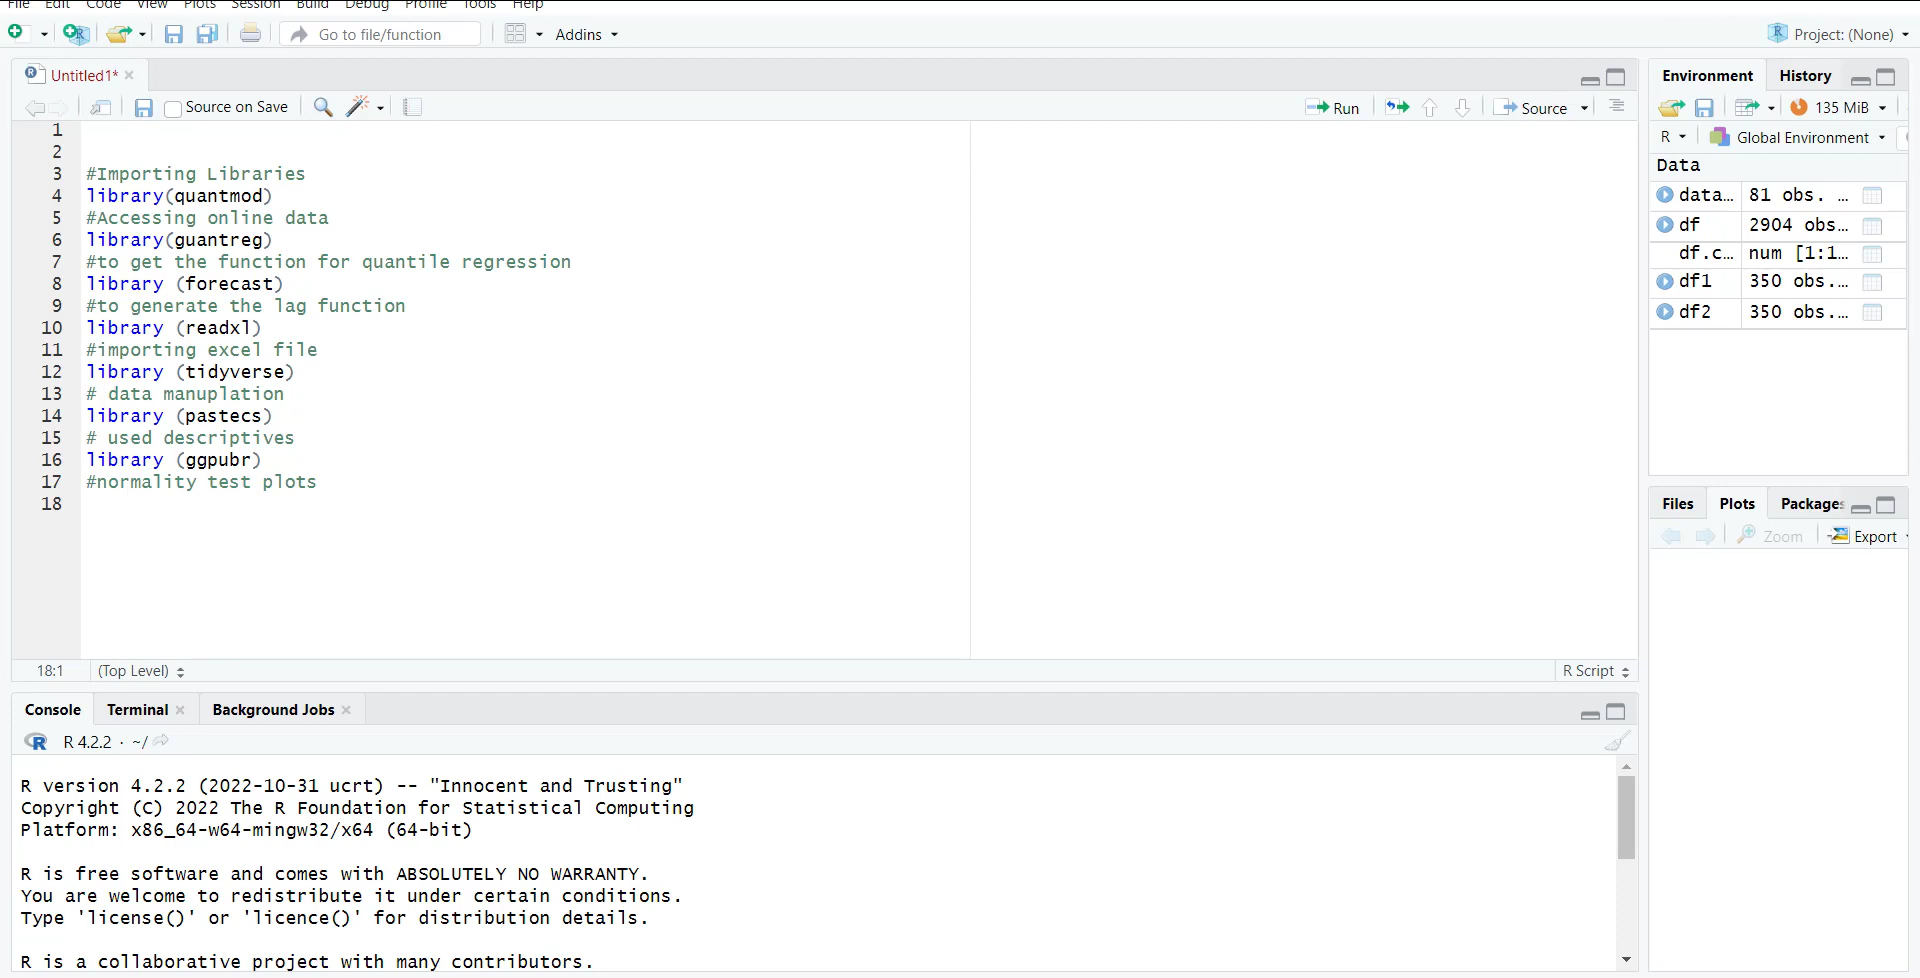 File Edit Code View Plots Session Build Debug Profile Tools Help
Go to file/function Addins Project: (None)
Untitled1*
Source on Save Run Source
1
2
3 #Importing Libraries
4 library(quantmod)
5 #Accessing online data
6 library(guantreg)
7 #to get the function for quantile regression
8 library (forecast)
9 #to generate the lag function
10 library (readxl)
11 #importing excel file
12 library (tidyverse)
13 # data manuplation
14 library (pastecs)
15 # used descriptives
16 library (ggpubr)
17 #normality test plots
18
18:1 (Top Level) R Script
Console Terminal Background Jobs
R 4.2.2 · ~/
R version 4.2.2 (2022-10-31 ucrt) -- "Innocent and Trusting"
Copyright (C) 2022 The R Foundation for Statistical Computing
Platform: x86_64-w64-mingw32/x64 (64-bit)
R is free software and comes with ABSOLUTELY NO WARRANTY.
You are welcome to redistribute it under certain conditions.
Type 'license()' or 'licence()' for distribution details.
R is a collaborative project with many contributors.
Environment History
135 MiB
R Global Environment
Data
data… 81 obs. …
df 2904 obs…
df.c… num [1:1…
df1 350 obs.…
df2 350 obs.…
Files Plots Packages
Zoom Export